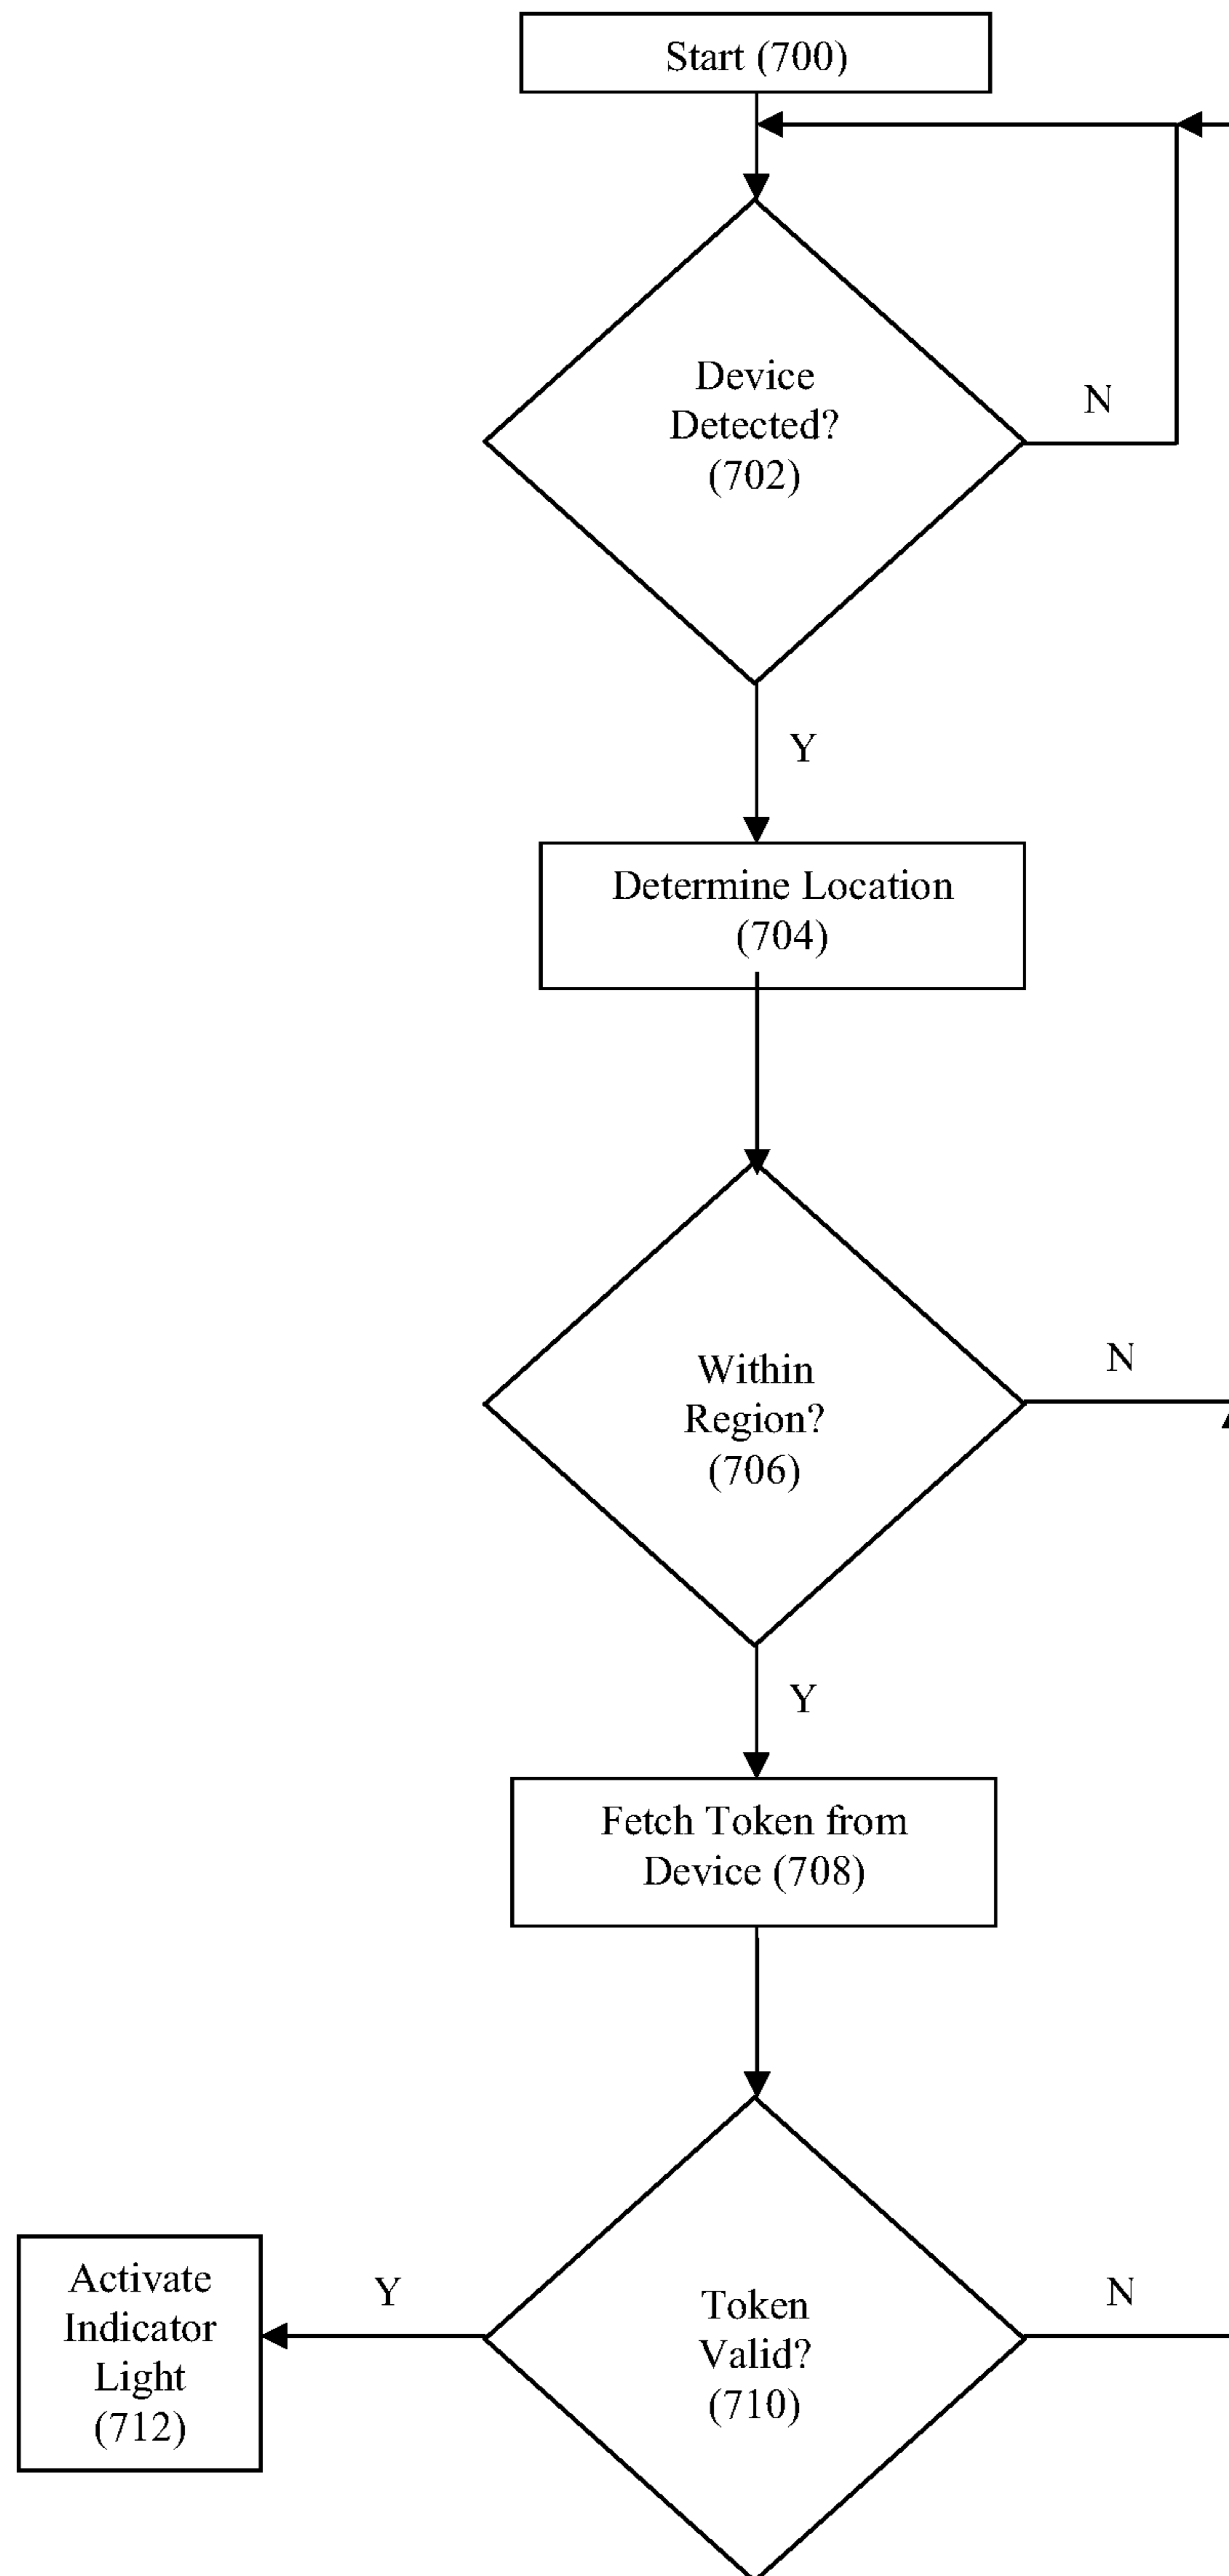 Start (700)
Device
Detected?
(702)
N
Y
Determine Location
(704)
Within
Region?
(706)
N
Y
Fetch Token from
Device (708)
Token
Valid?
(710)
Y
N
Activate
Indicator
Light
(712)